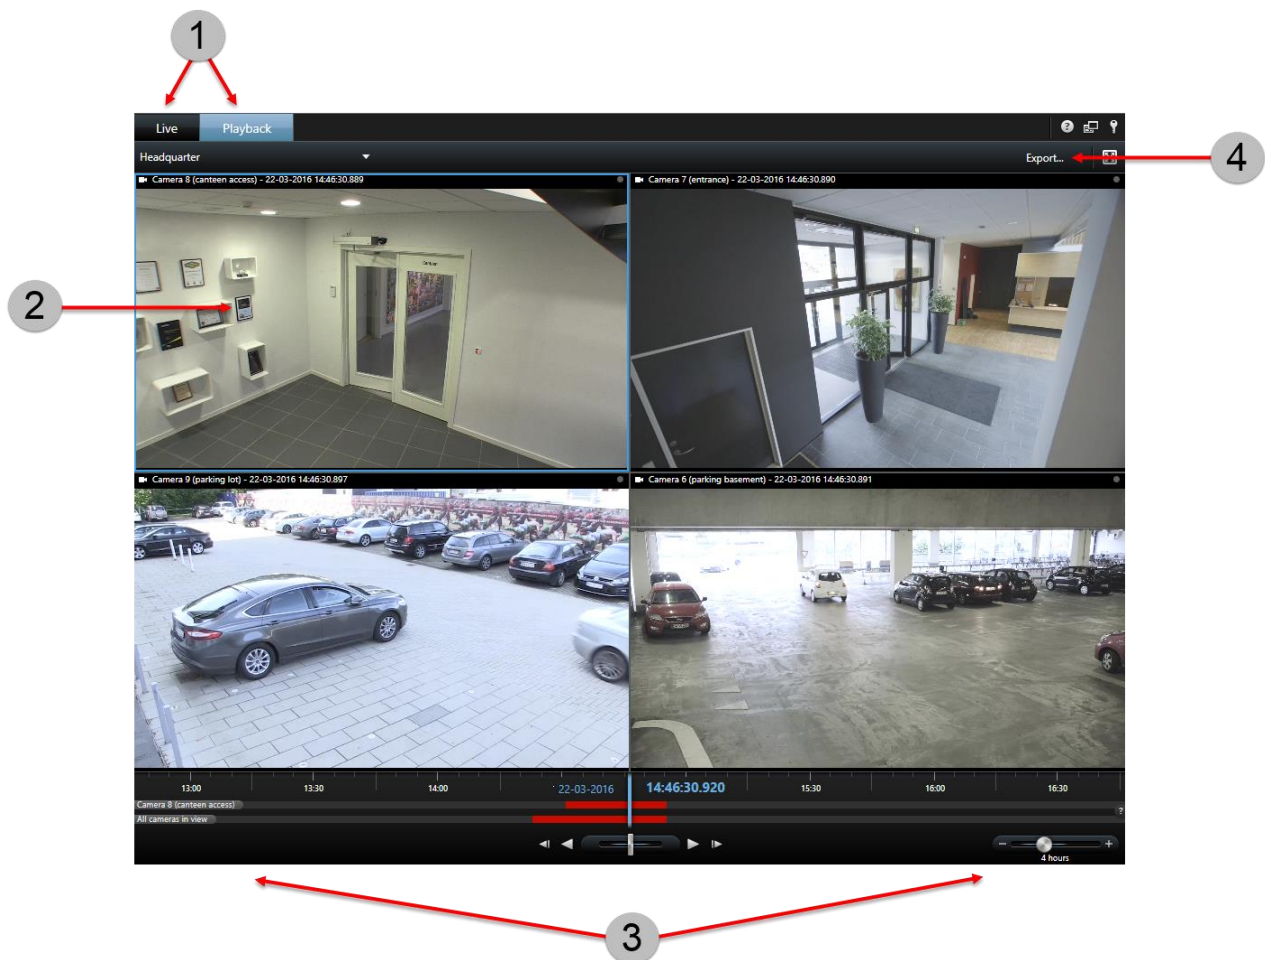 1
Live Playback
Headquarter Export...
4
Camera 8 (canteen access) - 22-03-2016 14:46:30.889
Camera 7 (entrance) - 22-03-2016 14:46:30.890
2
Camera 9 (parking lot) - 22-03-2016 14:46:30.897
Camera 6 (parking basement) - 22-03-2016 14:46:30.891
13:00 13:30 14:00 22-03-2016 14:46:30.920 15:30 16:00 16:30
Camera 8 (canteen access)
All cameras in view
4 hours
3